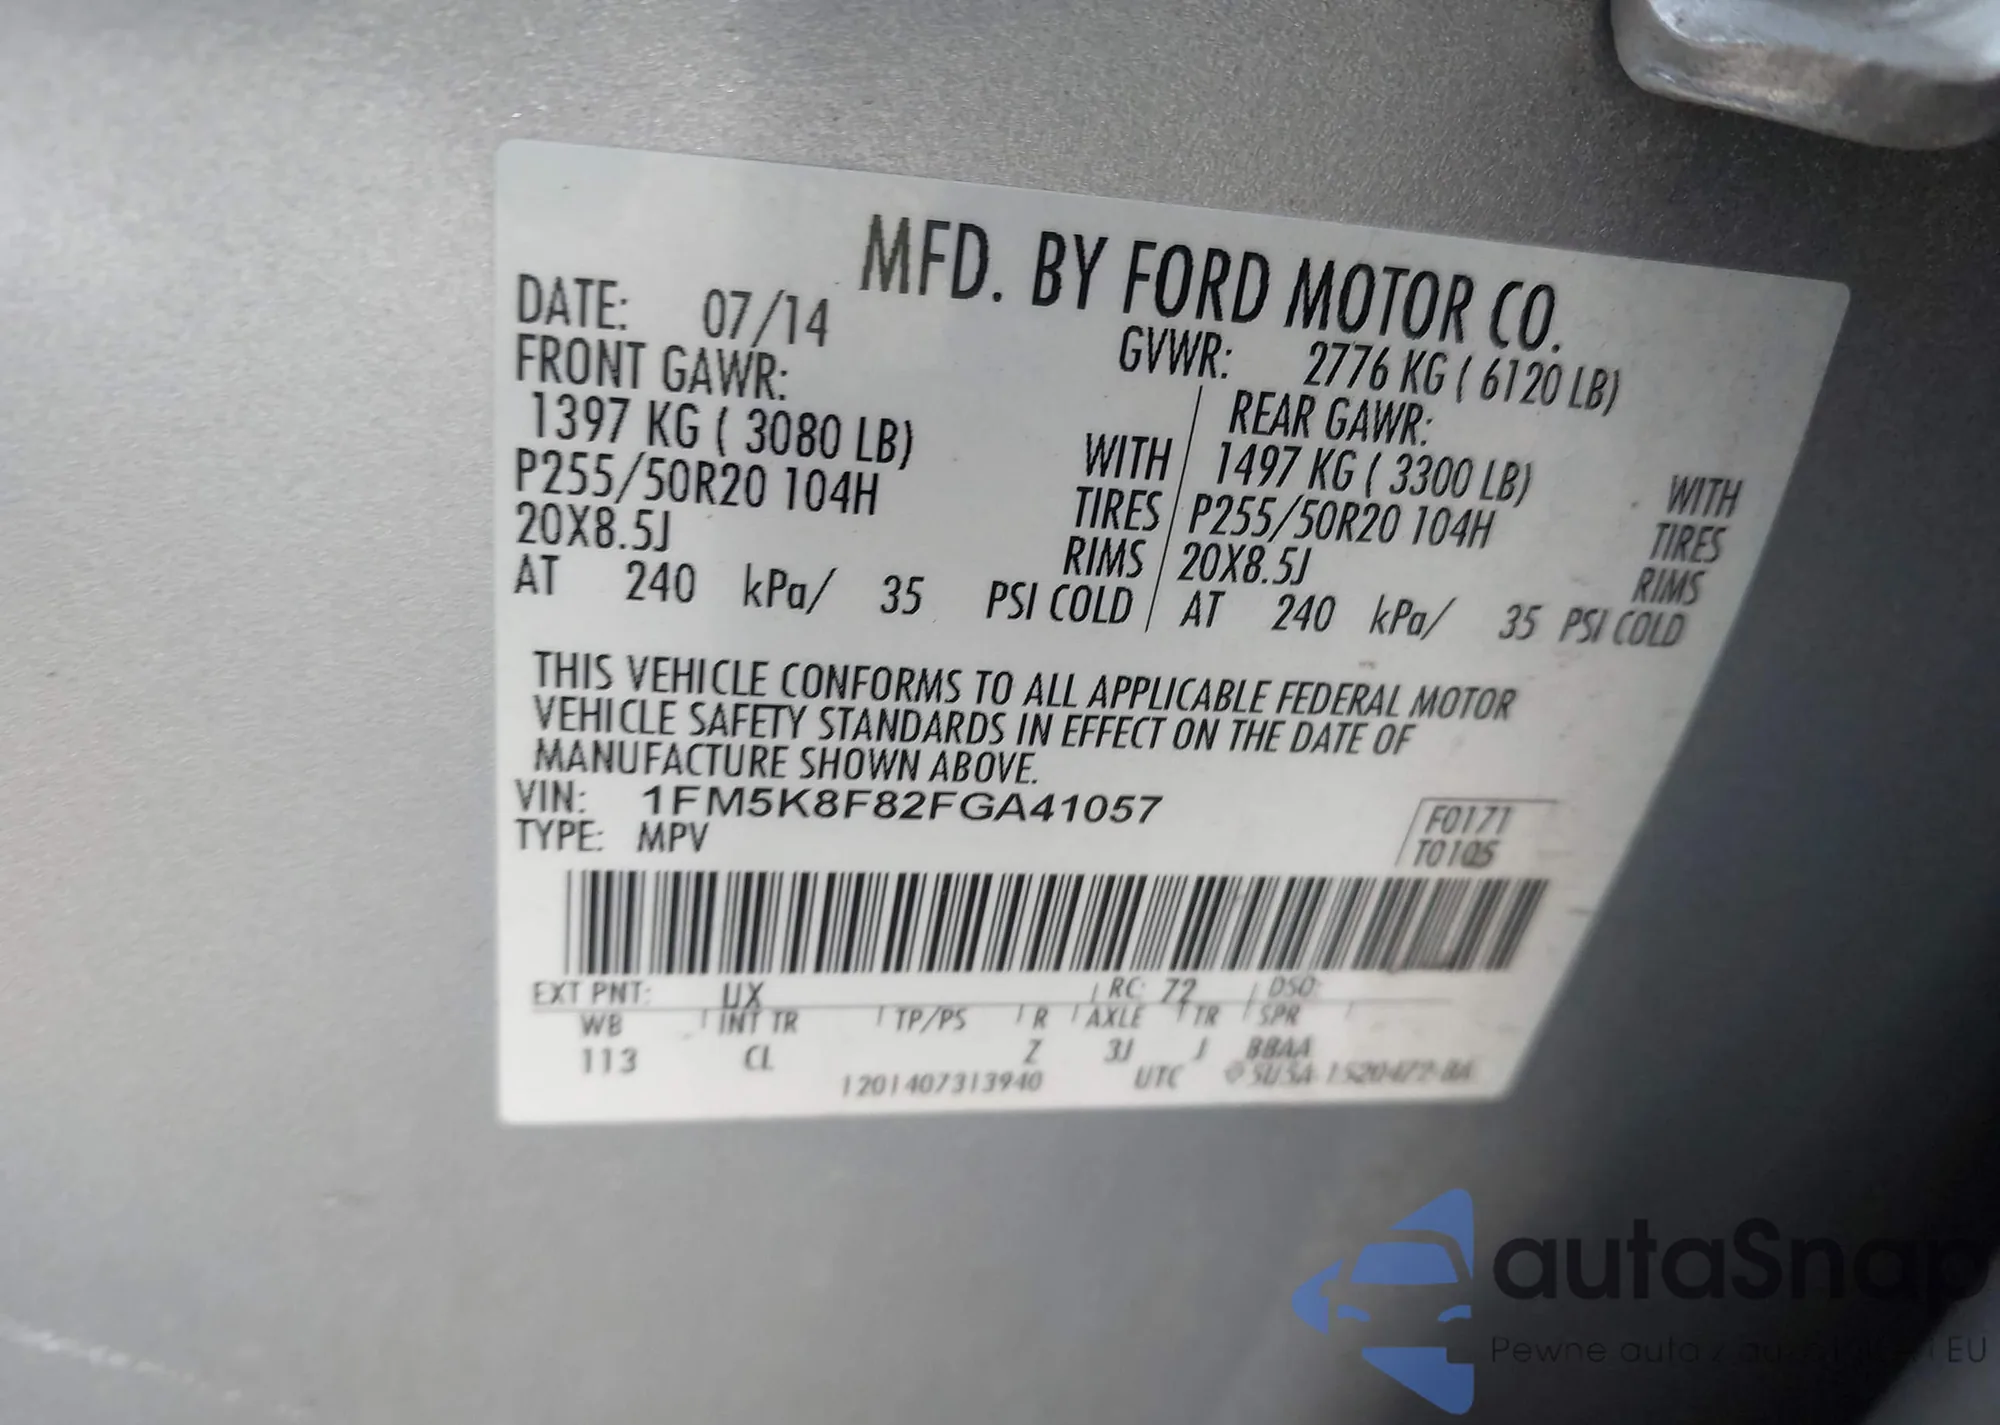 MFD. BY FORD MOTOR CO.
DATE: 07/14 GVWR: 2776 KG ( 6120 LB)
FRONT GAWR: REAR GAWR:
1397 KG ( 3080 LB) WITH 1497 KG ( 3300 LB) WITH
P255/50R20 104H TIRES P255/50R20 104H TIRES
20X8.5J RIMS 20X8.5J RIMS
AT 240 kPa/ 35 PSI COLD AT 240 kPa/ 35 PSI COLD
THIS VEHICLE CONFORMS TO ALL APPLICABLE FEDERAL MOTOR
VEHICLE SAFETY STANDARDS IN EFFECT ON THE DATE OF
MANUFACTURE SHOWN ABOVE.
VIN: 1FM5K8F82FGA41057
TYPE: MPV
F0171
T0105
EXT PNT: UX RC: 72 DSO:
WB INT TR TP/PS R AXLE TR SPR
113 CL Z 3J J BBAA
1201407313940 UTC
autaSnap
Pewne auta z EU